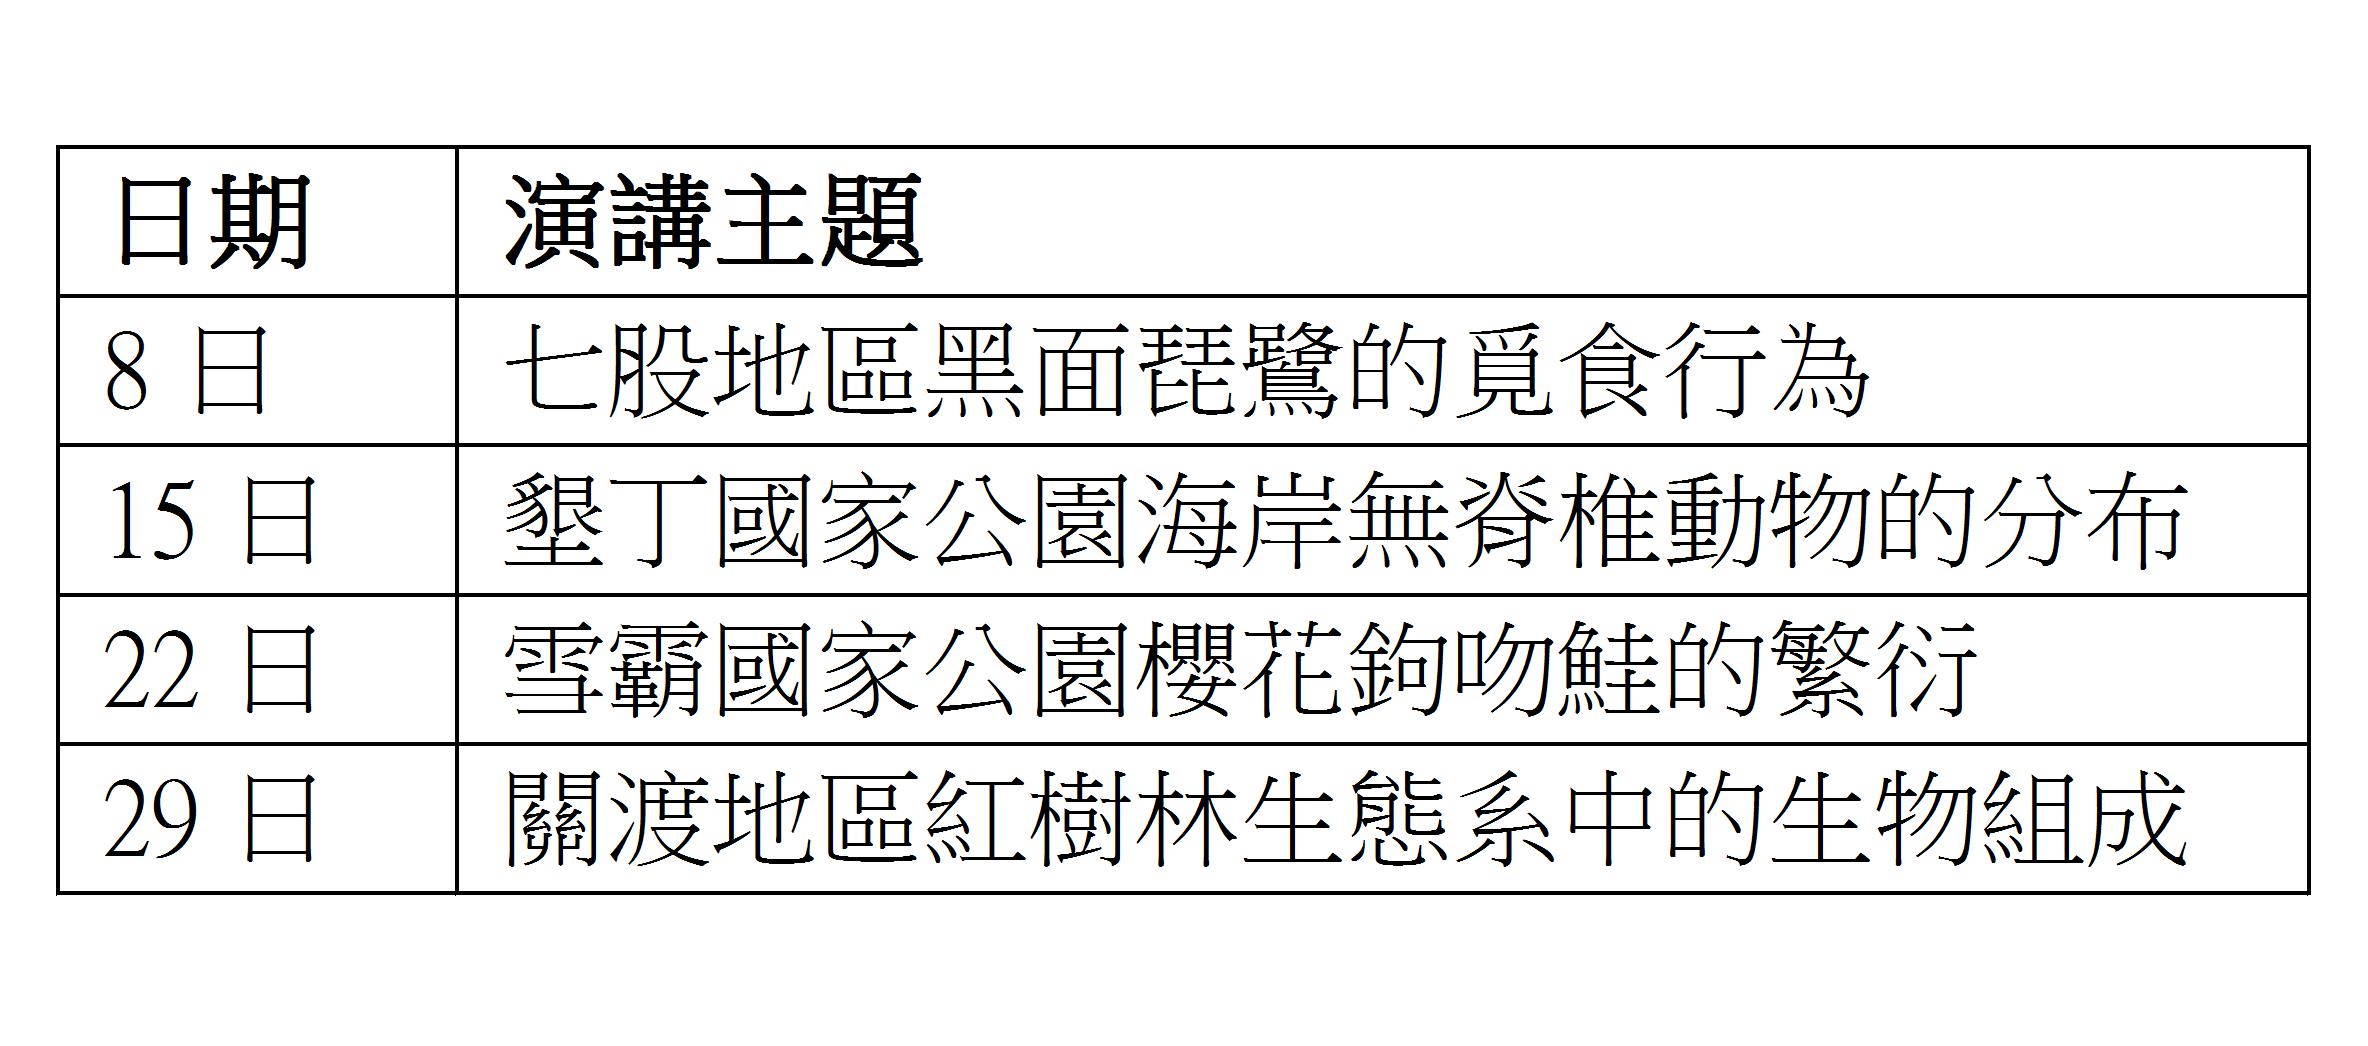 日期 演講主題
8 日 七股地區黑面琵鷺的覓食行為
15 日 墾丁國家公園海岸無脊椎動物的分布
22 日 雪霸國家公園櫻花鉤吻鮭的繁衍
29 日 關渡地區紅樹林生態系中的生物組成